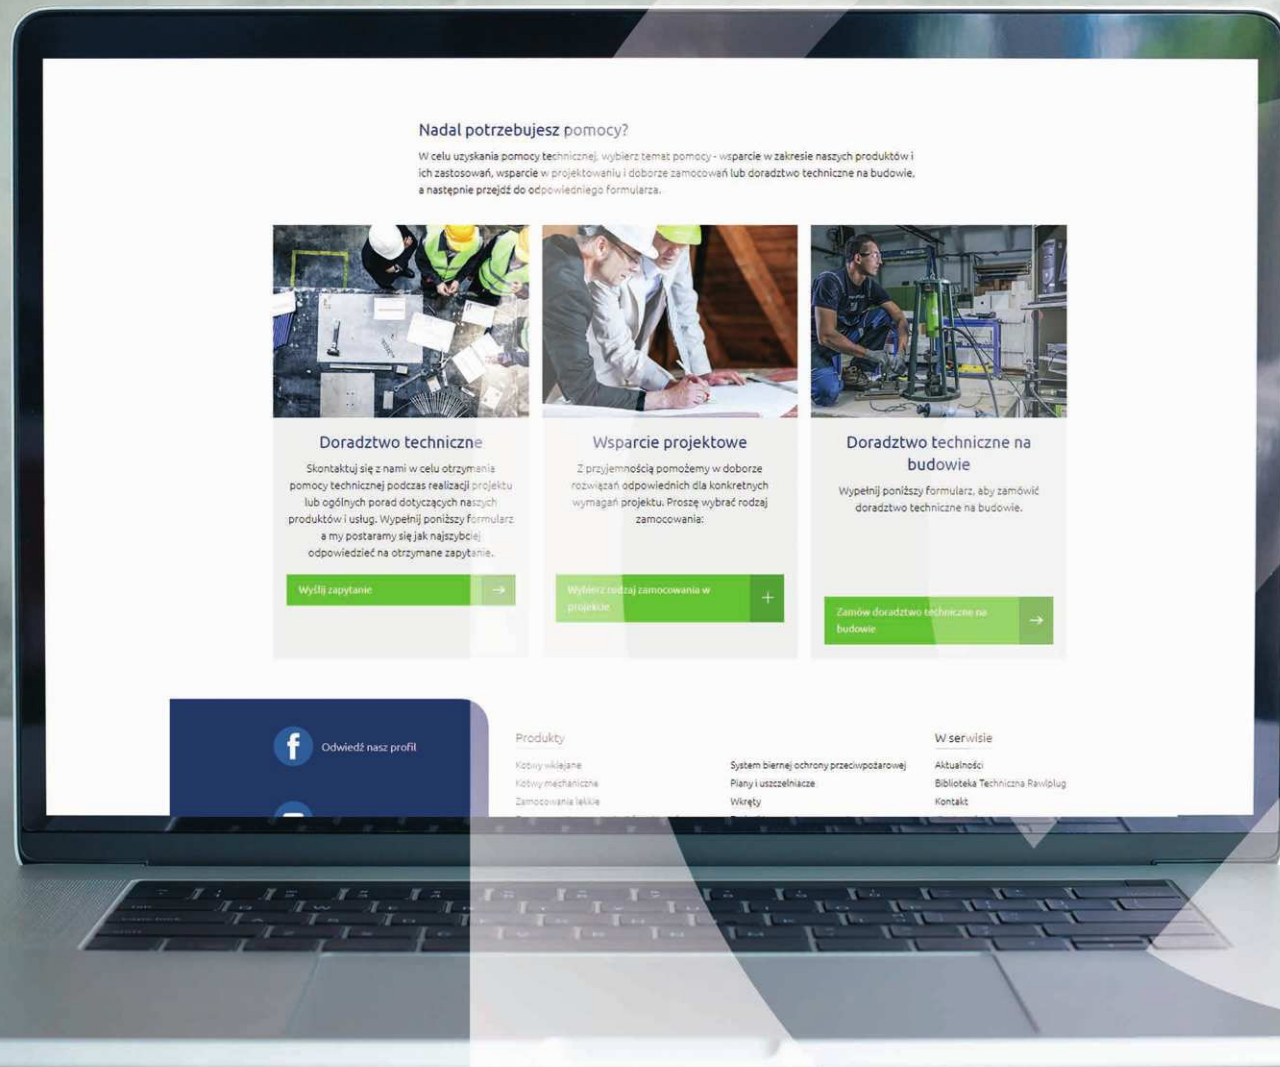 Nadal potrzebujesz pomocy?
W celu uzyskania pomocy technicznej, wybierz temat pomocy - wsparcie w zakresie naszych produktów i
ich zastosowań, wsparcie w projektowaniu i doborze zamocowań lub doradztwo techniczne na budowie,
a następnie przejdź do odpowiedniego formularza.
Doradztwo techniczne
Skontaktuj się z nami w celu otrzymania
pomocy technicznej podczas realizacji projektu
lub ogólnych porad dotyczących naszych
produktów i usług. Wypełnij poniższy formularz
a my postaramy się jak najszybciej
odpowiedzieć na otrzymane zapytanie.
Wyślij zapytanie
Wsparcie projektowe
Z przyjemnością pomożemy w doborze
rozwiązań odpowiednich dla konkretnych
wymagań projektu. Proszę wybrać rodzaj
zamocowania:
Wybierz rodzaj zamocowania w
projekcie
Doradztwo techniczne na
budowie
Wypełnij poniższy formularz, aby zamówić
doradztwo techniczne na budowie.
Zamów doradztwo techniczne na
budowie
Odwiedź nasz profil
Produkty
Kotwy wklejane
Kotwy mechaniczne
Zamocowania lekkie
System biernej ochrony przeciwpożarowej
Piany i uszczelniacze
Wkręty
W serwisie
Aktualności
Biblioteka Techniczna Rawlplug
Kontakt